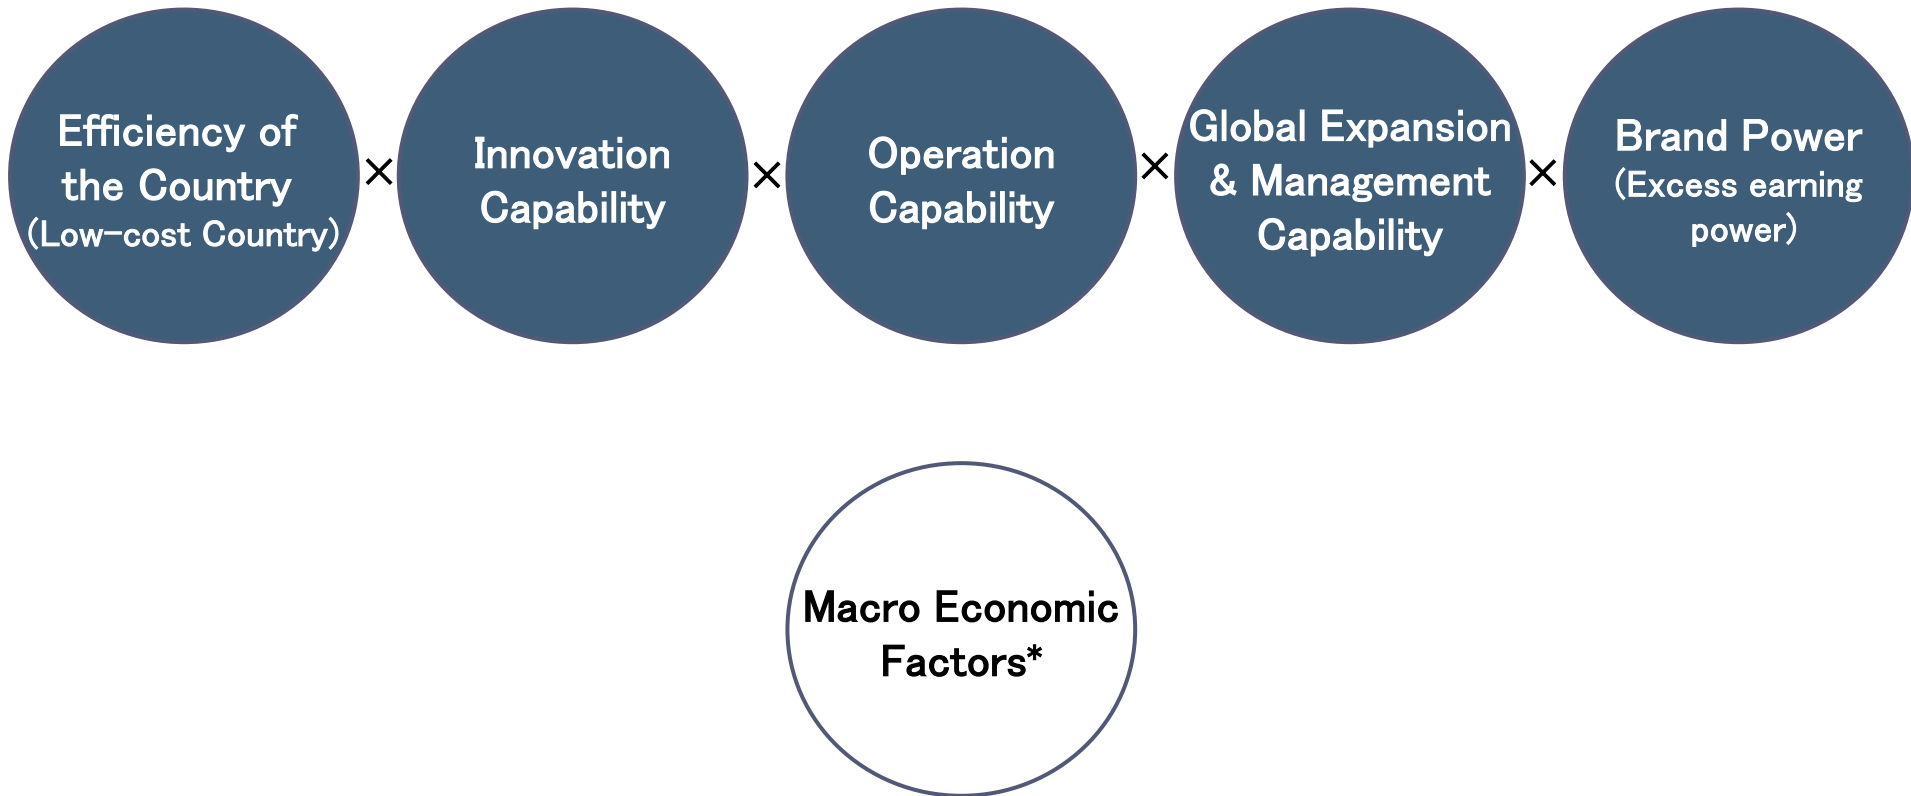 Efficiency of
the Country
(Low-cost Country)
×
Innovation
Capability
×
Operation
Capability
×
Global Expansion
& Management
Capability
×
Brand Power
(Excess earning
power)
Macro Economic
Factors*